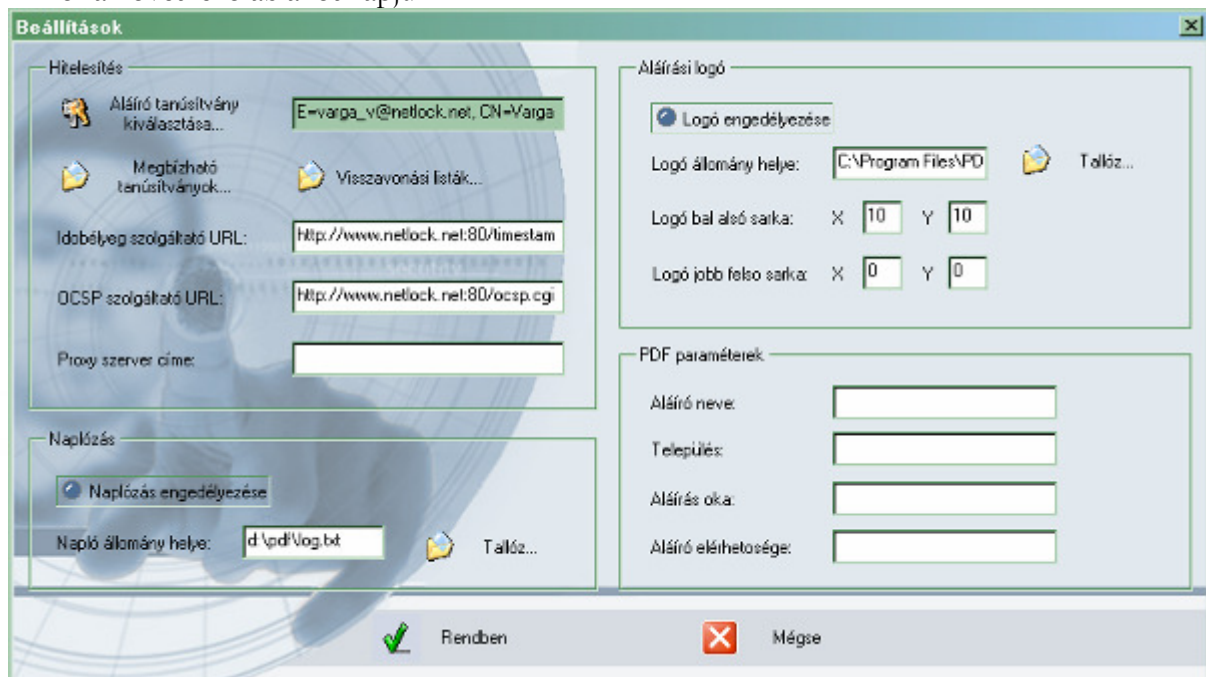 Beállítások
Hitelesítés
Aláíró tanúsítvány
kiválasztása...
E=varga_v@netlock.net, CN=Varga
Megbízható
tanúsítványok...
Visszavonási listák...
Idobélyeg szolgáltató URL:
http://www.netlock.net:80/timestam
OCSP szolgáltató URL:
http://www.netlock.net:80/ocsp.cgi
Proxy szerver címe:
Naplózás
Naplózás engedélyezése
Napló állomány helye:
d:\pdf\log.txt
Tallóz...
Aláírási logó
Logó engedélyezése
Logó állomány helye:
C:\Program Files\PD
Tallóz...
Logó bal alsó sarka: X 10 Y 10
Logó jobb felso sarka: X 0 Y 0
PDF paraméterek
Aláíró neve:
Település:
Aláírás oka:
Aláíró elérhetosége:
Rendben
Mégse